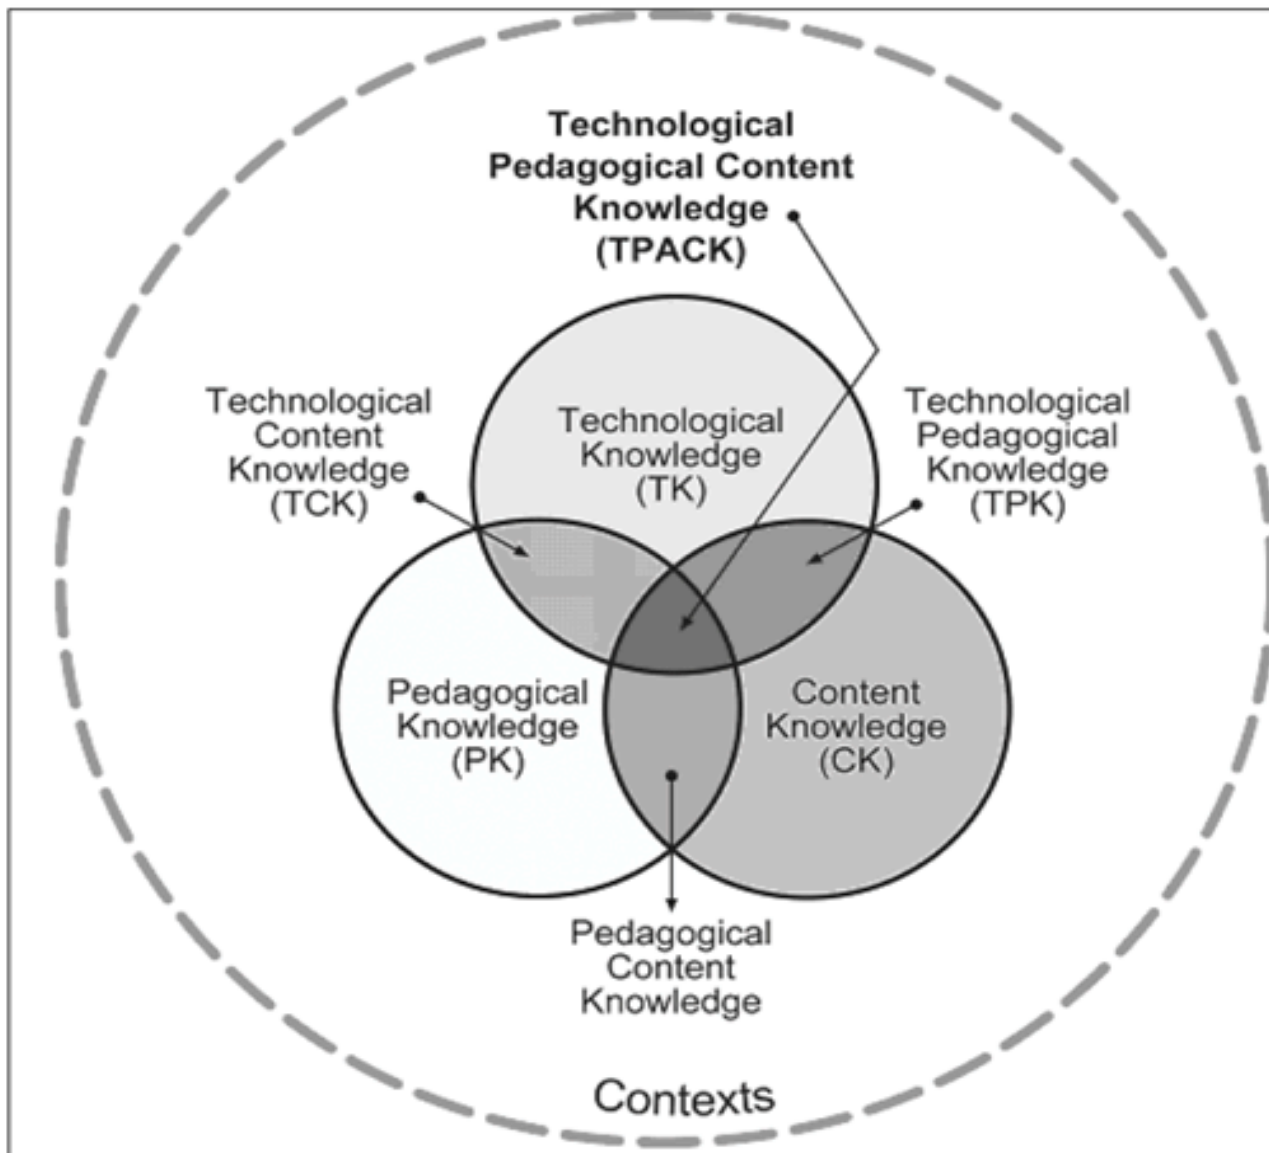 Technological
Pedagogical Content
Knowledge
(TPACK)
Technological
Content
Knowledge
(TCK)
Technological
Knowledge
(TK)
Technological
Pedagogical
Knowledge
(TPK)
Pedagogical
Knowledge
(PK)
Content
Knowledge
(CK)
Pedagogical
Content
Knowledge
Contexts